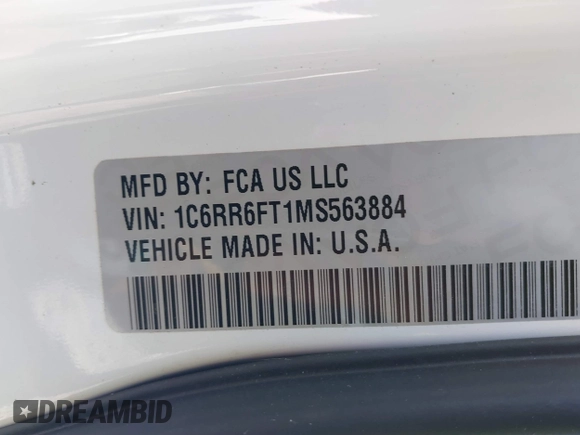 MFD BY: FCA US LLC
VIN: 1C6RR6FT1MS563884
VEHICLE MADE IN: U.S.A.
DREAMBID